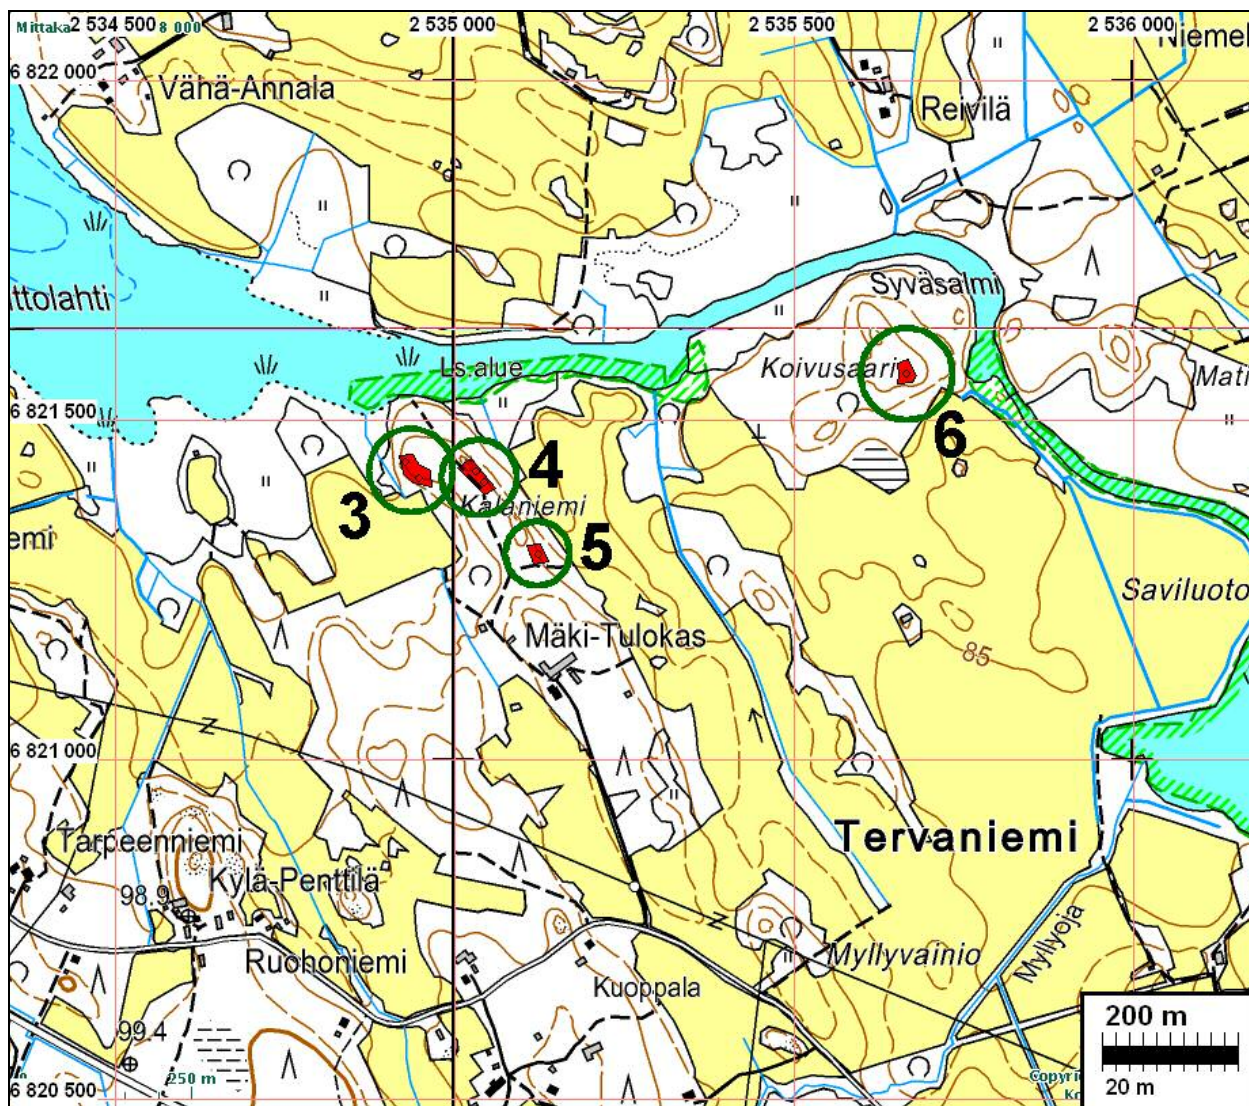 Mittaka
8 000
2 534 500
2 535 000
2 535 500
2 536 000
Niemel
6 822 000
Vähä-Annala
Reivilä
ttolahti
Syväsalmi
Ls.alue
Koivusaari
Mati
6 821 500
6
4
3
Kalaniemi
5
emi
Saviluoto
Mäki-Tulokas
85
6 821 000
Tervaniemi
Tarpeenniemi
Kylä-Penttilä
98.9
Myllyoja
Ruohoniemi
Myllyvainio
Kuoppala
200 m
99.4
20 m
250 m
Copyri
6 820 500